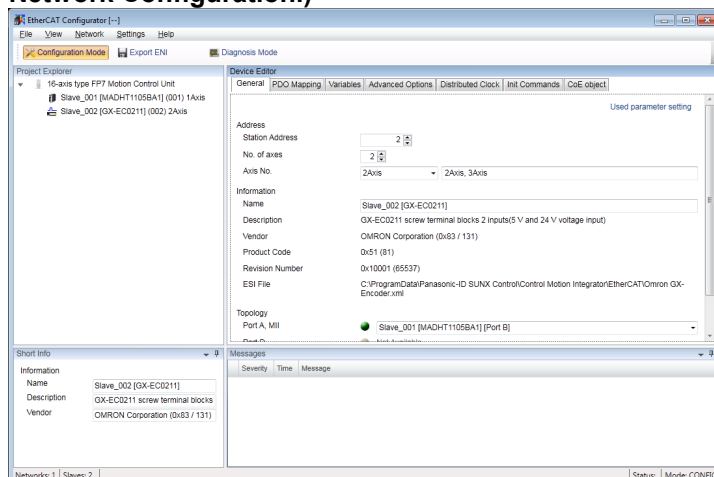 Network Configuration.)
EtherCAT Configurator [--]
File View Network Settings Help
Configuration Mode Export ENI Diagnosis Mode
Project Explorer
16-axis type FP7 Motion Control Unit
Slave_001 [MADHT1105BA1] (001) 1Axis
Slave_002 [GX-EC0211] (002) 2Axis
Device Editor
General PDO Mapping Variables Advanced Options Distributed Clock Init Commands CoE object
Used parameter setting
Address
Station Address 2
No. of axes 2
Axis No. 2Axis 2Axis, 3Axis
Information
Name Slave_002 [GX-EC0211]
Description GX-EC0211 screw terminal blocks 2 inputs(5 V and 24 V voltage input)
Vendor OMRON Corporation (0x83 / 131)
Product Code 0x51 (81)
Revision Number 0x10001 (65537)
ESI File C:\ProgramData\Panasonic-ID SUNX Control\Control Motion Integrator\EtherCAT\Omron GX-
Encoder.xml
Topology
Port A, MII Slave_001 [MADHT1105BA1] [Port B]
Short Info
Information
Name Slave_002 [GX-EC0211]
Description GX-EC0211 screw terminal blocks
Vendor OMRON Corporation (0x83 / 131)
Messages
Severity Time Message
Networks: 1 Slaves: 2
Status: Mode: CONFIG